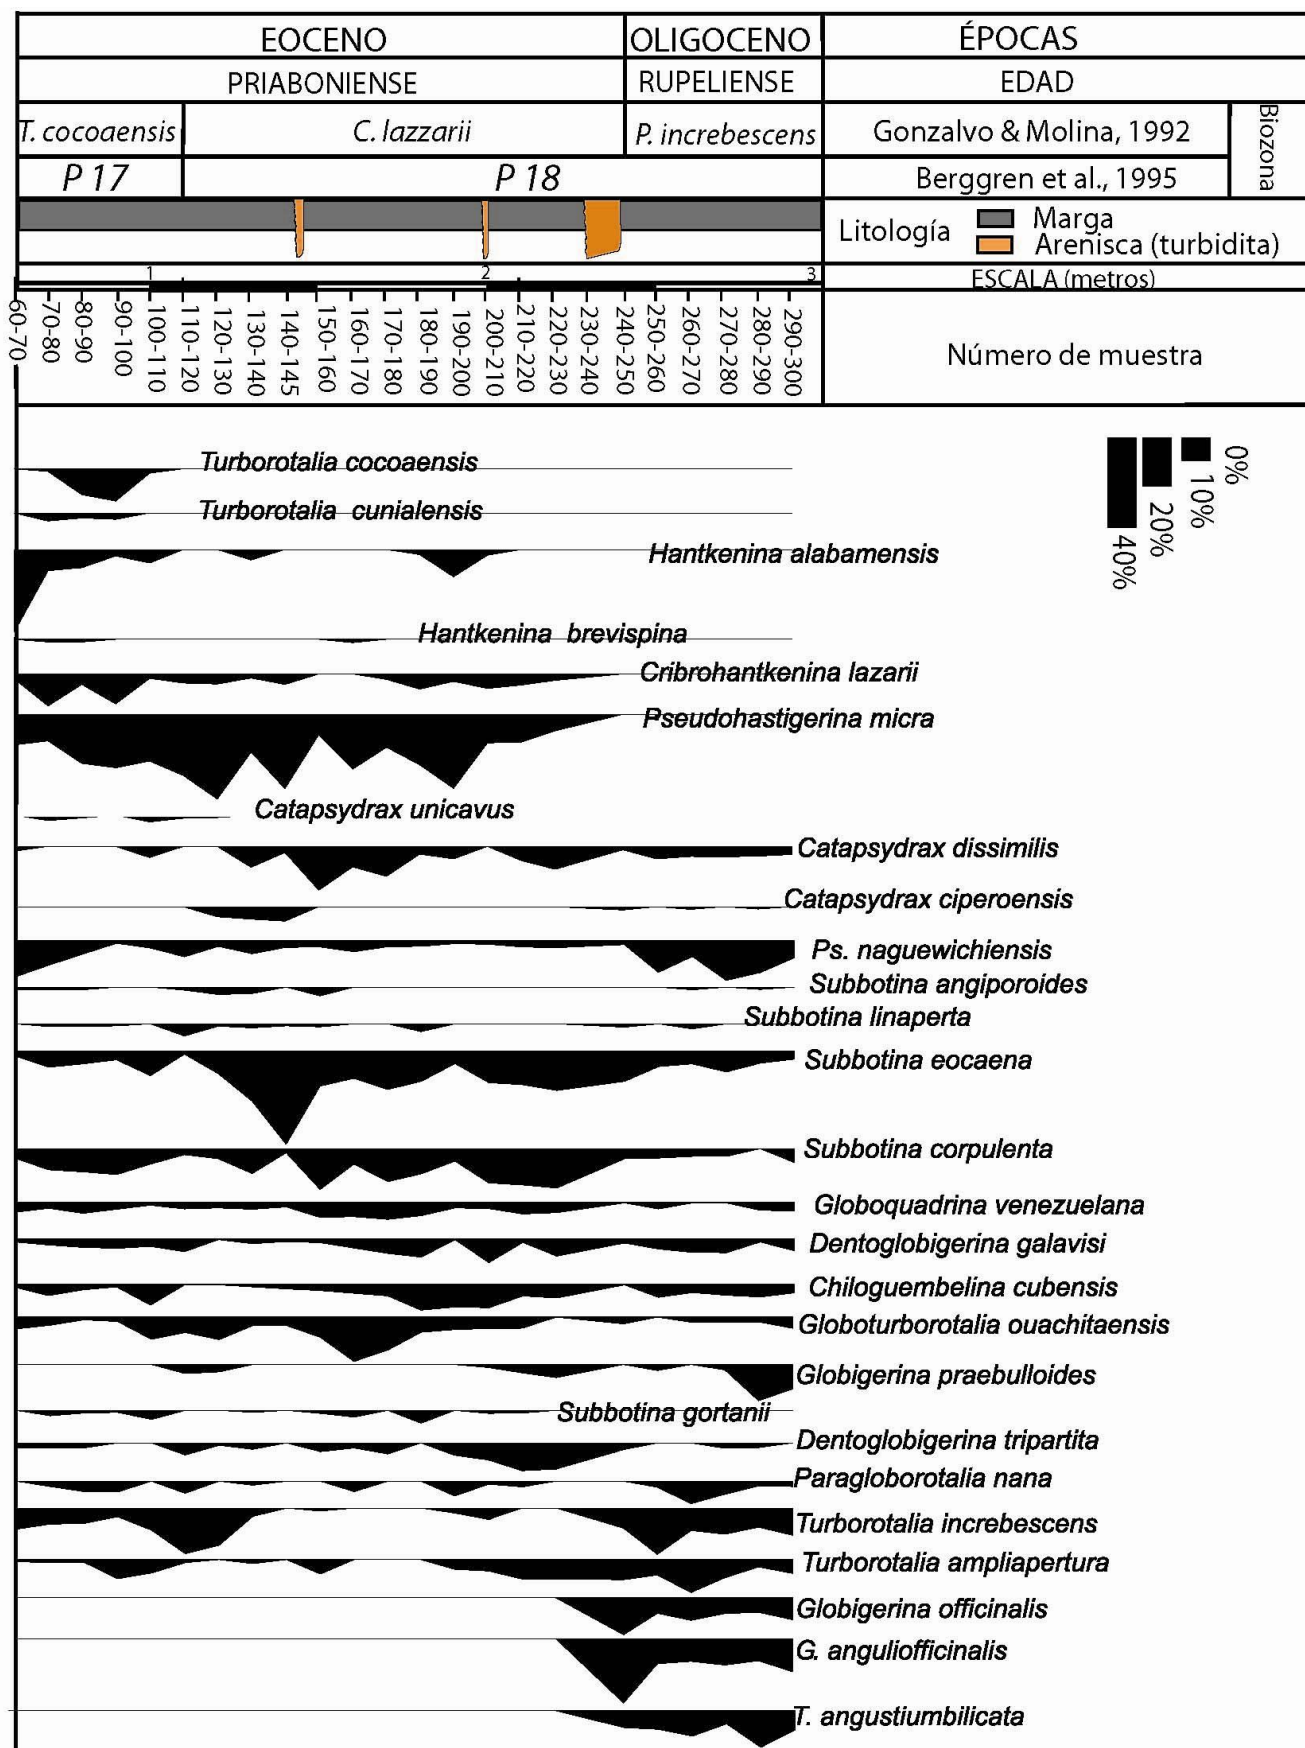 EOCENO OLIGOCENO ÉPOCAS
PRIABONIENSE RUPELIENSE EDAD
T. cocoaensis C. lazzarii P. increbescens Gonzalvo & Molina, 1992 Biozona
P 17 P 18 Berggren et al., 1995
Litología Marga
Arenisca (turbidita)
1 2 3 ESCALA (metros)
60-70 70-80 80-90 90-100 100-110 110-120 120-130 130-140 140-145 150-160 160-170 170-180 180-190 190-200 200-210 210-220 220-230 230-240 240-250 250-260 260-270 270-280 280-290 290-300 Número de muestra
0%
10%
20%
40%
Turborotalia cocoaensis
Turborotalia cunialensis
Hantkenina alabamensis
Hantkenina brevispina
Cribrohantkenina lazarii
Pseudohastigerina micra
Catapsydrax unicavus
Catapsydrax dissimilis
Catapsydrax ciperoensis
Ps. naguewichiensis
Subbotina angiporoides
Subbotina linaperta
Subbotina eocaena
Subbotina corpulenta
Globoquadrina venezuelana
Dentoglobigerina galavisi
Chiloguembelina cubensis
Globoturborotalia ouachitaensis
Globigerina praebulloides
Subbotina gortanii
Dentoglobigerina tripartita
Paragloborotalia nana
Turborotalia increbescens
Turborotalia ampliapertura
Globigerina officinalis
G. anguliofficinalis
T. angustiumbilicata